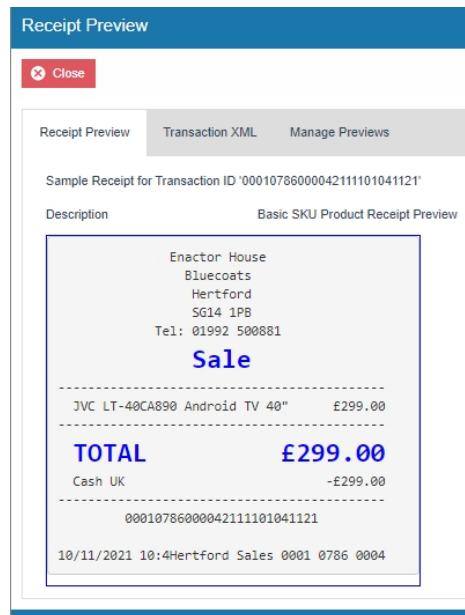 Receipt Preview
Close
Receipt Preview Transaction XML Manage Previews
Sample Receipt for Transaction ID '00010786000042111101041121'
Description Basic SKU Product Receipt Preview
Enactor House
Bluecoats
Hertford
SG14 1PB
Tel: 01992 500881
Sale
----------------------------------------
JVC LT-40CA890 Android TV 40" £299.00
----------------------------------------
TOTAL £299.00
Cash UK -£299.00
----------------------------------------
00010786000042111101041121
10/11/2021 10:4Hertford Sales 0001 0786 0004